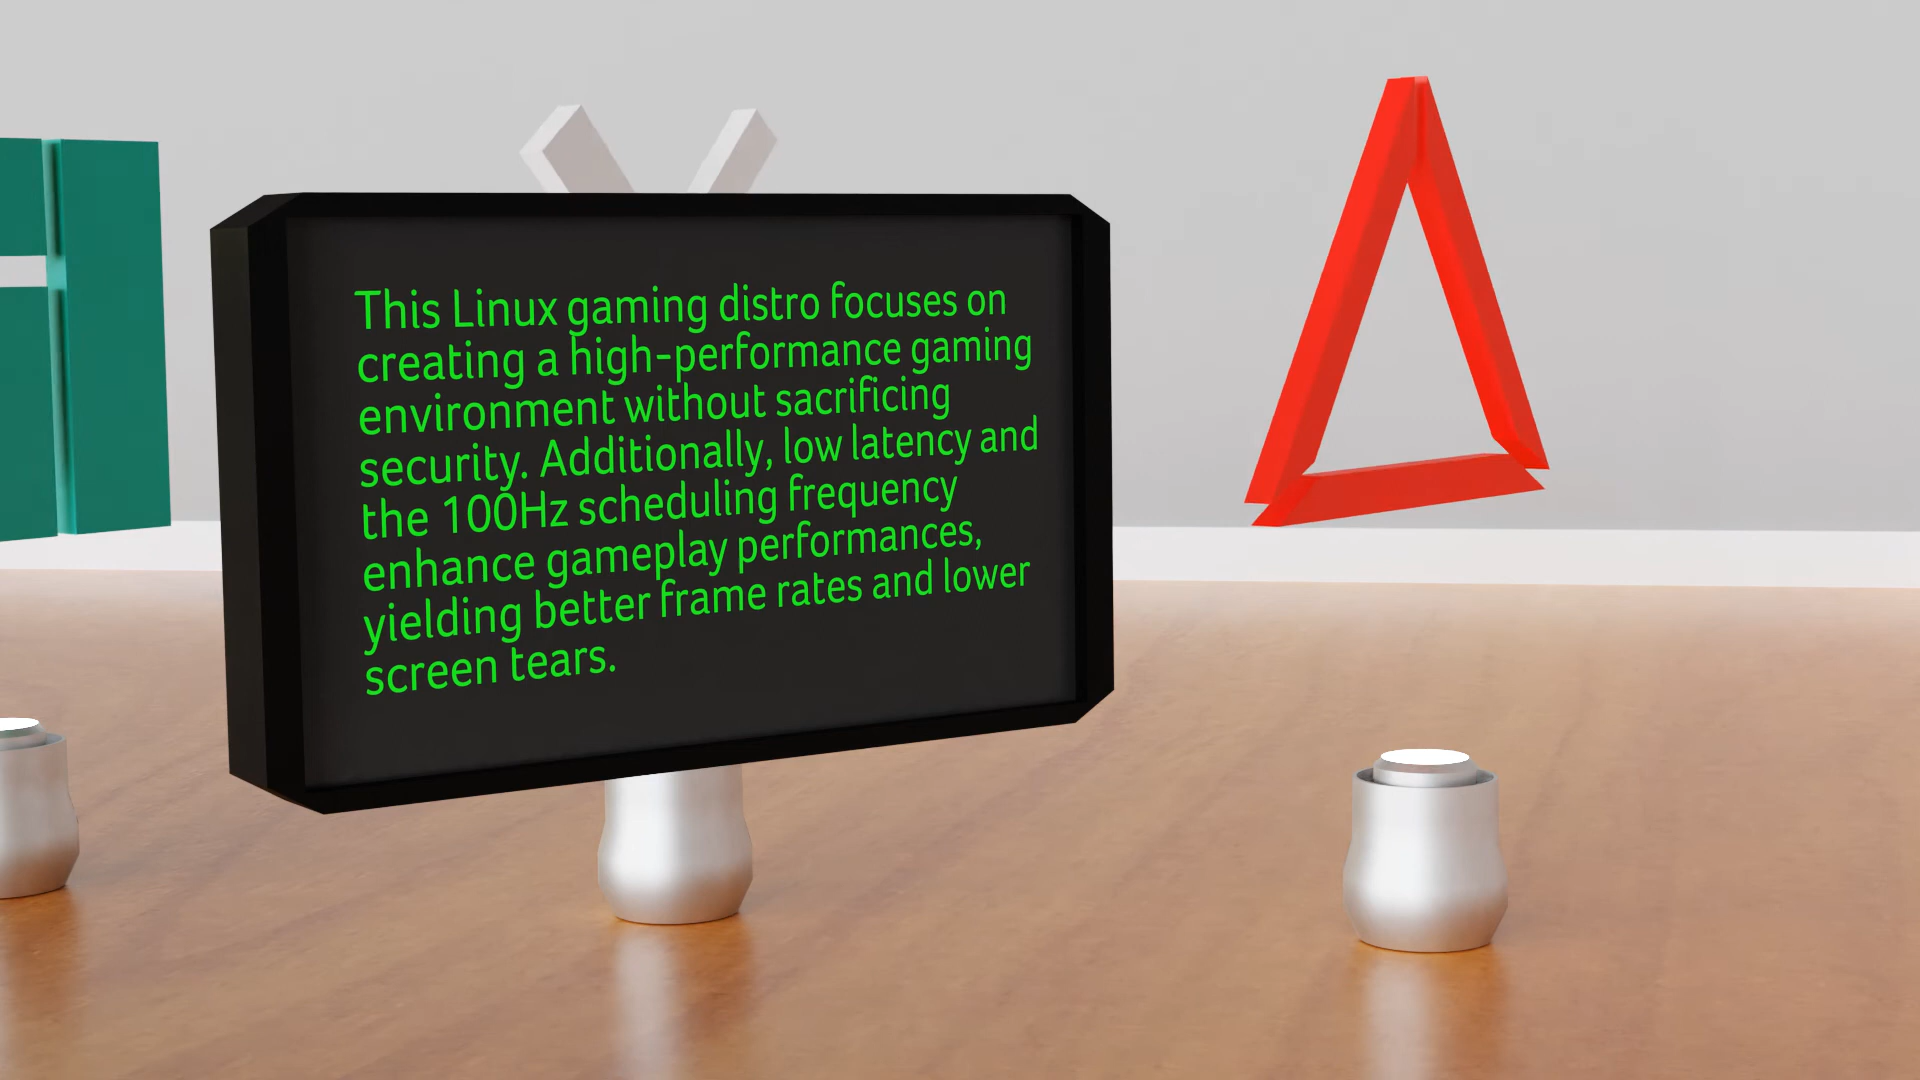 This Linux gaming distro focuses on
creating a high-performance gaming
environment without sacrificing
security. Additionally, low latency and
the 100Hz scheduling frequency
enhance gameplay performances,
yielding better frame rates and lower
screen tears.